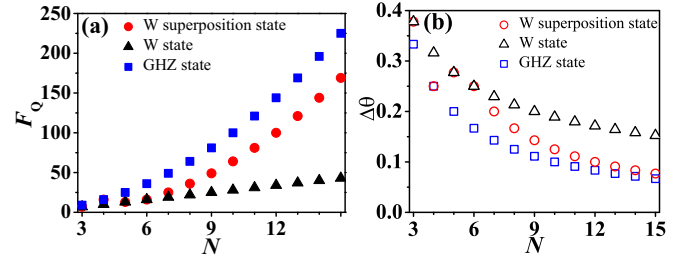 (a)
W superposition state
W state
GHZ state
F_Q
250
200
150
100
50
0
3
6
9
12
N
(b)
W superposition state
W state
GHZ state
Δθ
0.4
0.3
0.2
0.1
0.0
3
6
9
12
15
N